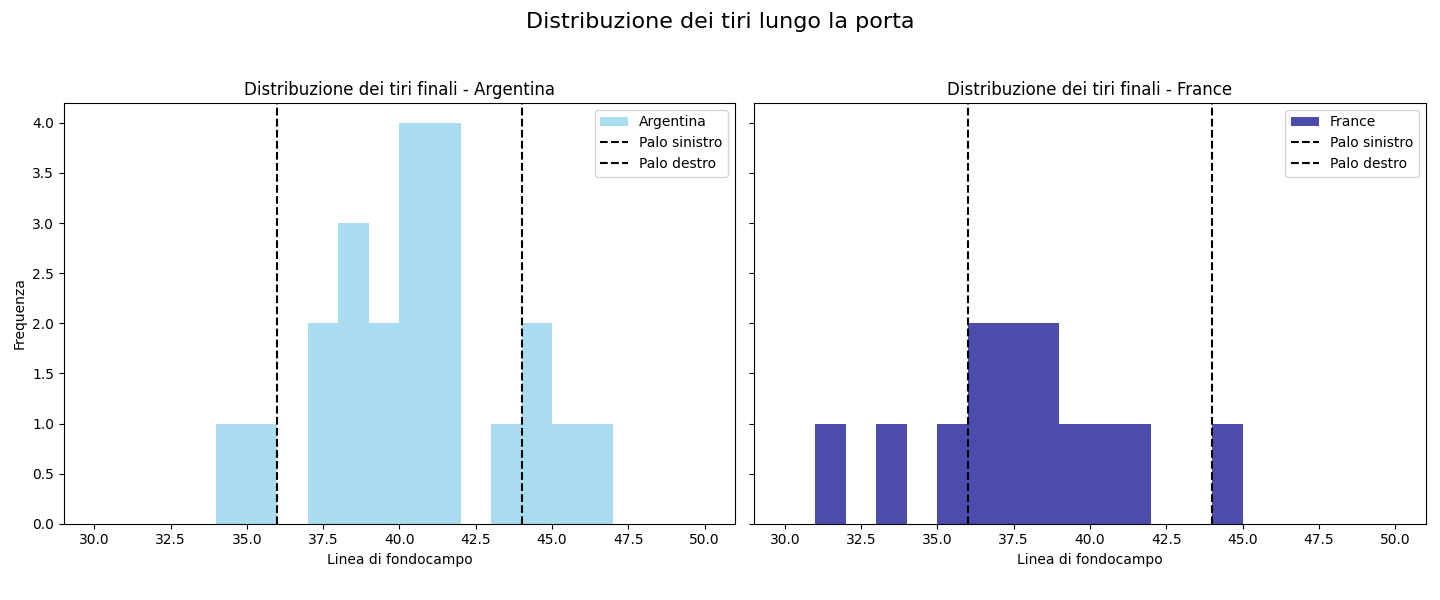 Distribuzione dei tiri lungo la porta
Distribuzione dei tiri finali - Argentina
Frequenza
4.0
3.5
3.0
2.5
2.0
1.5
1.0
0.5
0.0
Argentina
Palo sinistro
Palo destro
30.0 32.5 35.0 37.5 40.0 42.5 45.0 47.5 50.0
Linea di fondocampo
Distribuzione dei tiri finali - France
France
Palo sinistro
Palo destro
30.0 32.5 35.0 37.5 40.0 42.5 45.0 47.5 50.0
Linea di fondocampo